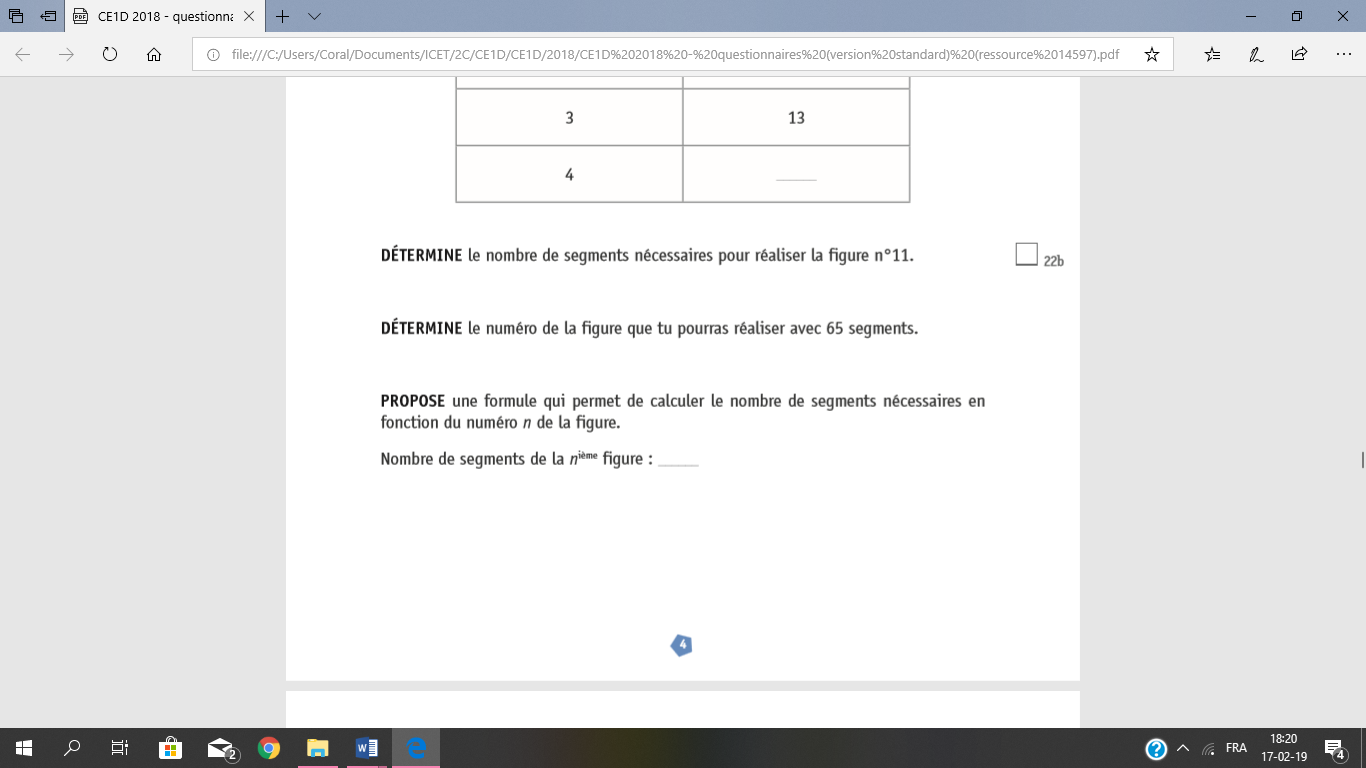 CE1D 2018 - questionna
file:///C:/Users/Coral/Documents/ICET/2C/CE1D/CE1D/2018/CE1D%202018%20-%20questionnaires%20(version%20standard)%20(ressource%2014597).pdf
3 13
4
DÉTERMINE le nombre de segments nécessaires pour réaliser la figure n°11.
22b
DÉTERMINE le numéro de la figure que tu pourras réaliser avec 65 segments.
PROPOSE une formule qui permet de calculer le nombre de segments nécessaires en
fonction du numéro n de la figure.
Nombre de segments de la nième figure :
4
2
FRA
18:20
17-02-19
4